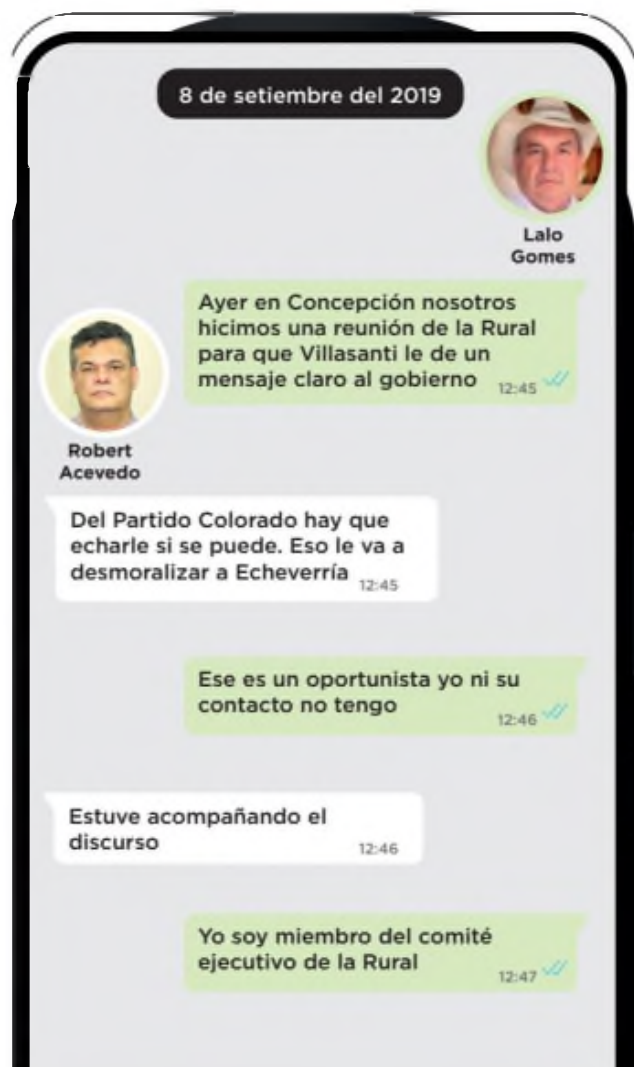 8 de setiembre del 2019
Lalo
Gomes
Ayer en Concepción nosotros
hicimos una reunión de la Rural
para que Villasanti le de un
mensaje claro al gobierno 12:45
Robert
Acevedo
Del Partido Colorado hay que
echarle si se puede. Eso le va a
desmoralizar a Echeverría 12:45
Ese es un oportunista yo ni su
contacto no tengo 12:46
Estuve acompañando el
discurso 12:46
Yo soy miembro del comité
ejecutivo de la Rural 12:47